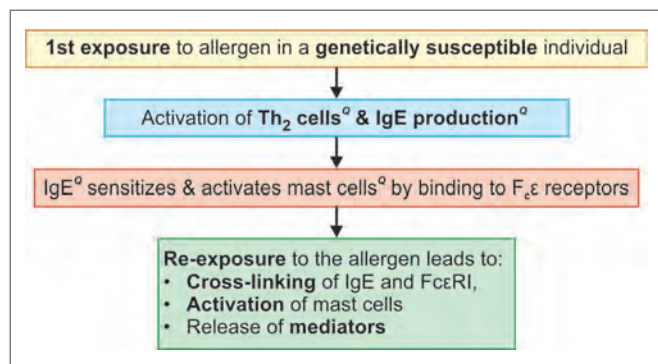 1st exposure to allergen in a genetically susceptible individual
Activation of Th₂ cellsQ & IgE productionQ
IgEQ sensitizes & activates mast cellsQ by binding to Fcε receptors
Re-exposure to the allergen leads to:
• Cross-linking of IgE and FcεRI,
• Activation of mast cells
• Release of mediators